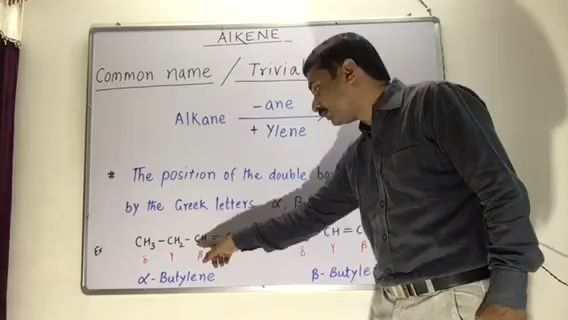 AlKENE
Common name / Trivial
Alkane -ane
+ Ylene
* The position of the double
by the Greek letters α, β
Ex CH3-CH2-CH= CH=C
δ γ β δ β
α-Butylene β-Butyle